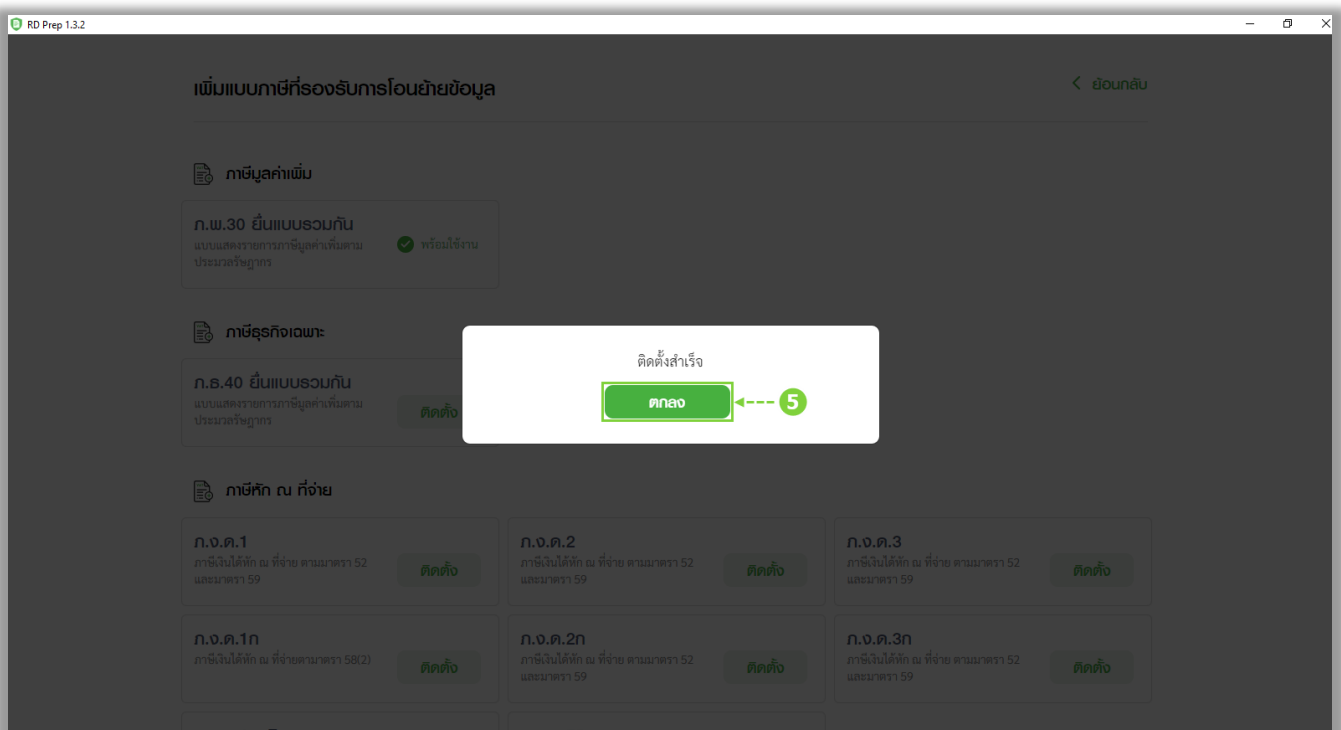 RD Prep 1.3.2
เพิ่มแบบภาษีที่รองรับการโอนย้ายข้อมูล
ย้อนกลับ
ภาษีมูลค่าเพิ่ม
ภ.พ.30 ยื่นแบบรวมกัน
แบบแสดงรายการภาษีมูลค่าเพิ่มตาม
ประมวลรัษฎากร
พร้อมใช้งาน
ภาษีธุรกิจเฉพาะ
ภ.ธ.40 ยื่นแบบรวมกัน
แบบแสดงรายการภาษีมูลค่าเพิ่มตาม
ประมวลรัษฎากร
ติดตั้ง
ติดตั้งสำเร็จ
ตกลง
5
ภาษีหัก ณ ที่จ่าย
ภ.ง.ด.1
ภาษีเงินได้หัก ณ ที่จ่าย ตามมาตรา 52
และมาตรา 59
ติดตั้ง
ภ.ง.ด.2
ภาษีเงินได้หัก ณ ที่จ่าย ตามมาตรา 52
และมาตรา 59
ติดตั้ง
ภ.ง.ด.3
ภาษีเงินได้หัก ณ ที่จ่าย ตามมาตรา 52
และมาตรา 59
ติดตั้ง
ภ.ง.ด.1ก
ภาษีเงินได้หัก ณ ที่จ่ายตามาตรา 58(2)
ติดตั้ง
ภ.ง.ด.2ก
ภาษีเงินได้หัก ณ ที่จ่าย ตามมาตรา 52
และมาตรา 59
ติดตั้ง
ภ.ง.ด.3ก
ภาษีเงินได้หัก ณ ที่จ่าย ตามมาตรา 52
และมาตรา 59
ติดตั้ง